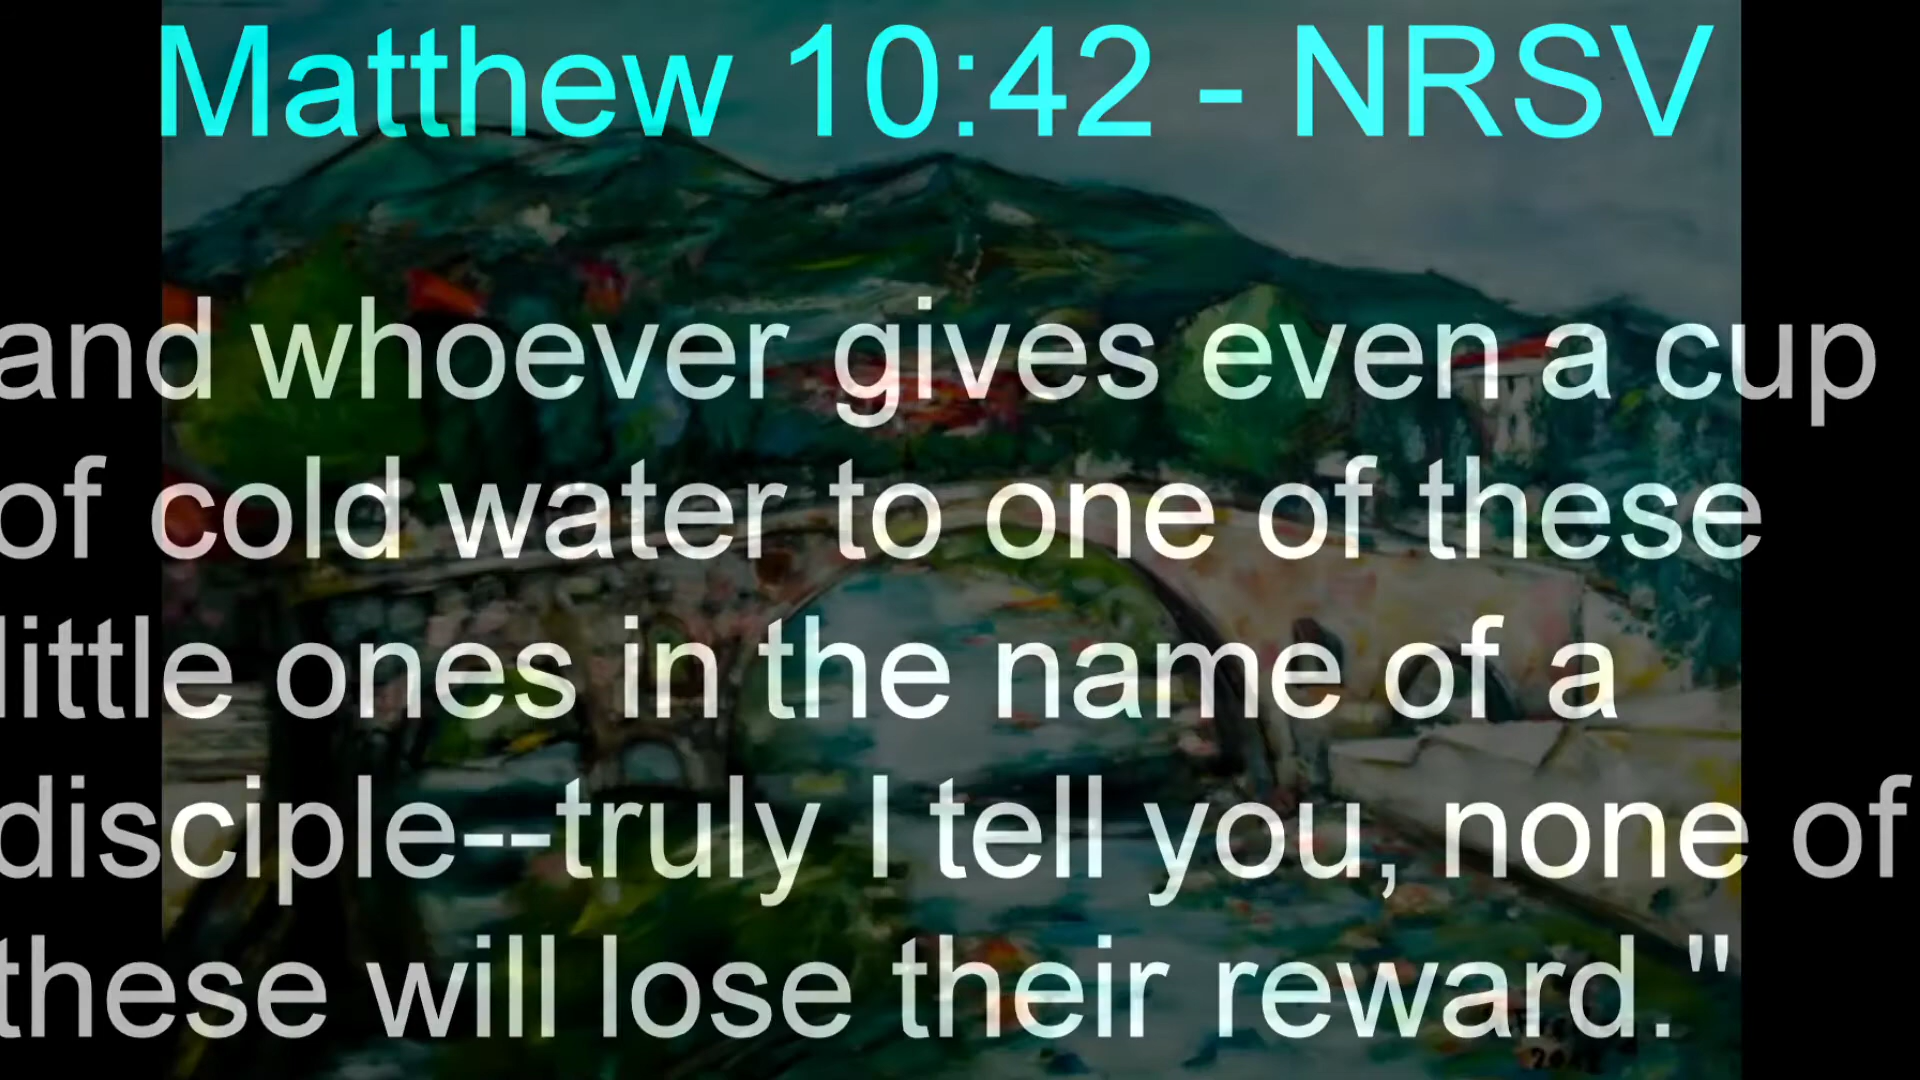 Matthew 10:42 - NRSV
and whoever gives even a cup
of cold water to one of these
little ones in the name of a
disciple--truly I tell you, none of
these will lose their reward."